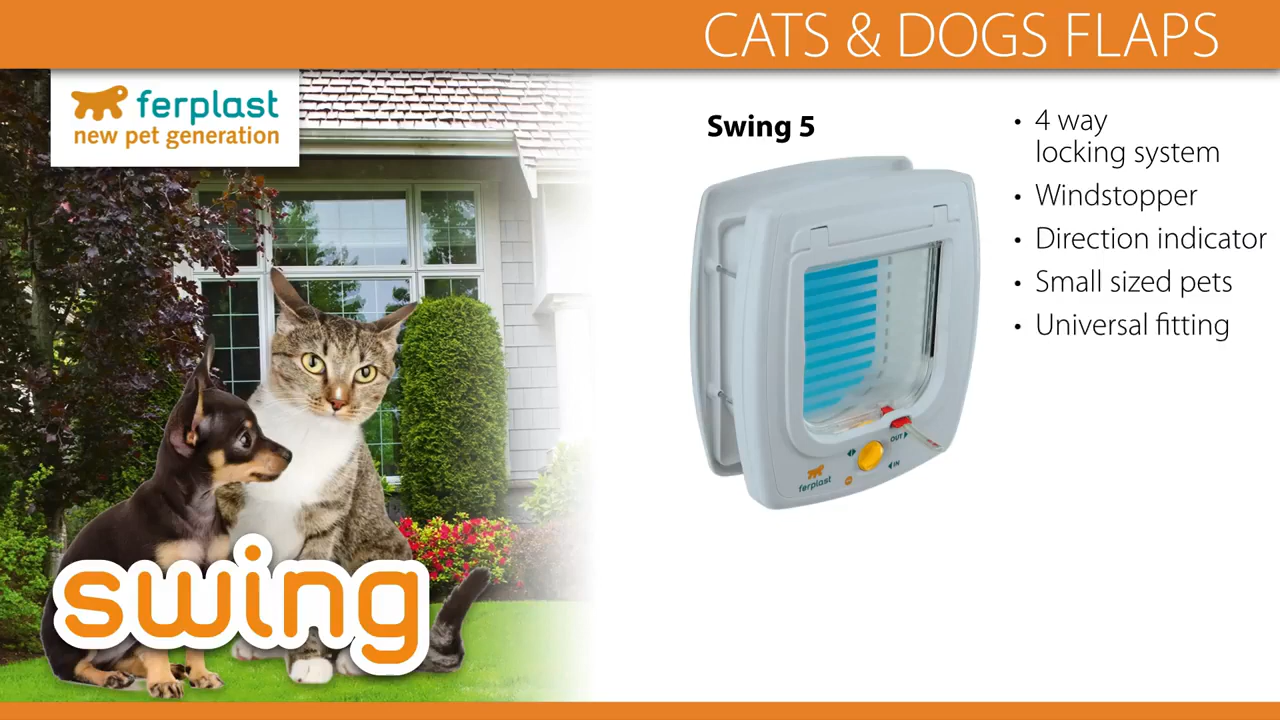 CATS & DOGS FLAPS
ferplast
new pet generation
swing
Swing 5
OUT
IN
ferplast
• 4 way
locking system
• Windstopper
• Direction indicator
• Small sized pets
• Universal fitting